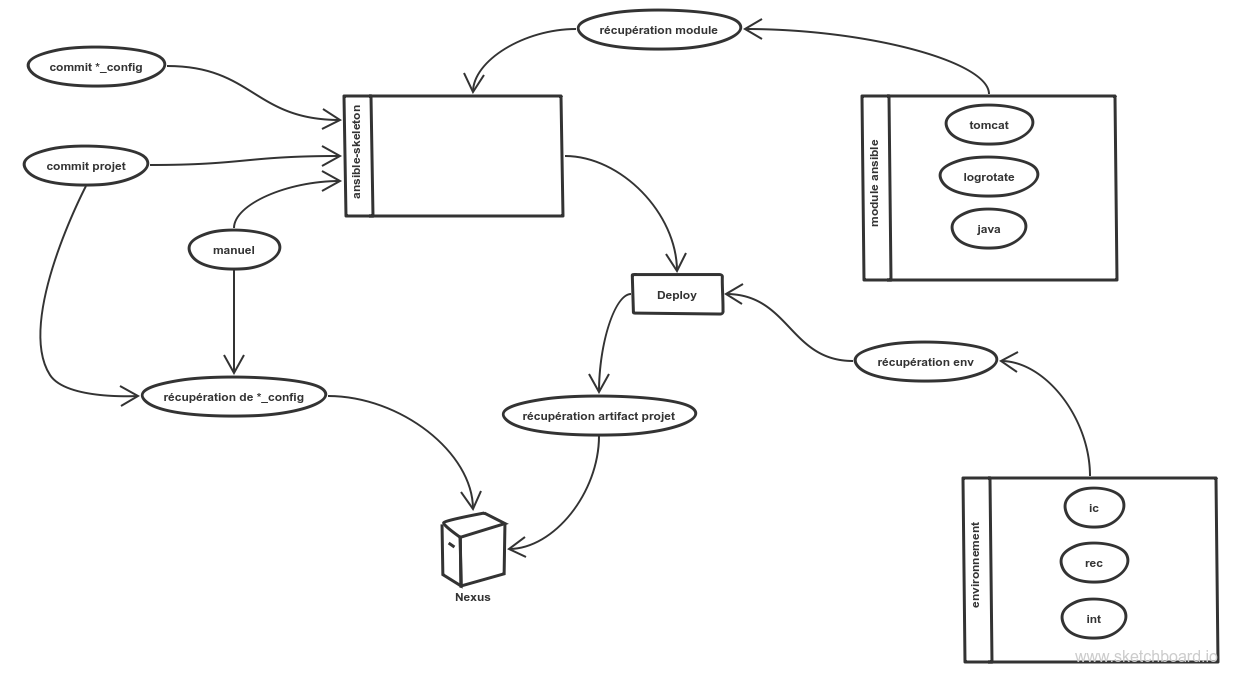 récupération module
commit *_config
ansible-skeleton
tomcat
module ansible
commit projet
logrotate
java
manuel
Deploy
récupération env
récupération de *_config
récupération artifact projet
ic
environnement
rec
Nexus
int
www.sketchboard.io